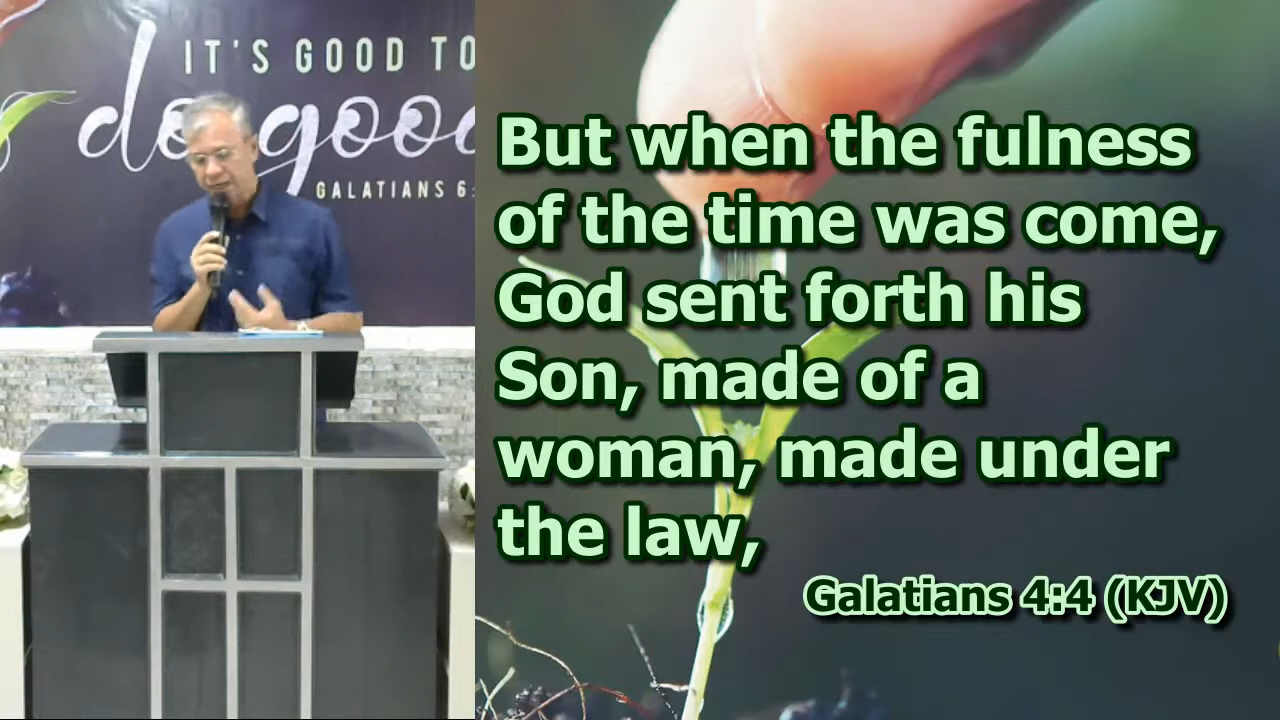 IT'S GOOD TO
do good
GALATIANS 6:
But when the fulness
of the time was come,
God sent forth his
Son, made of a
woman, made under
the law,
Galatians 4:4 (KJV)